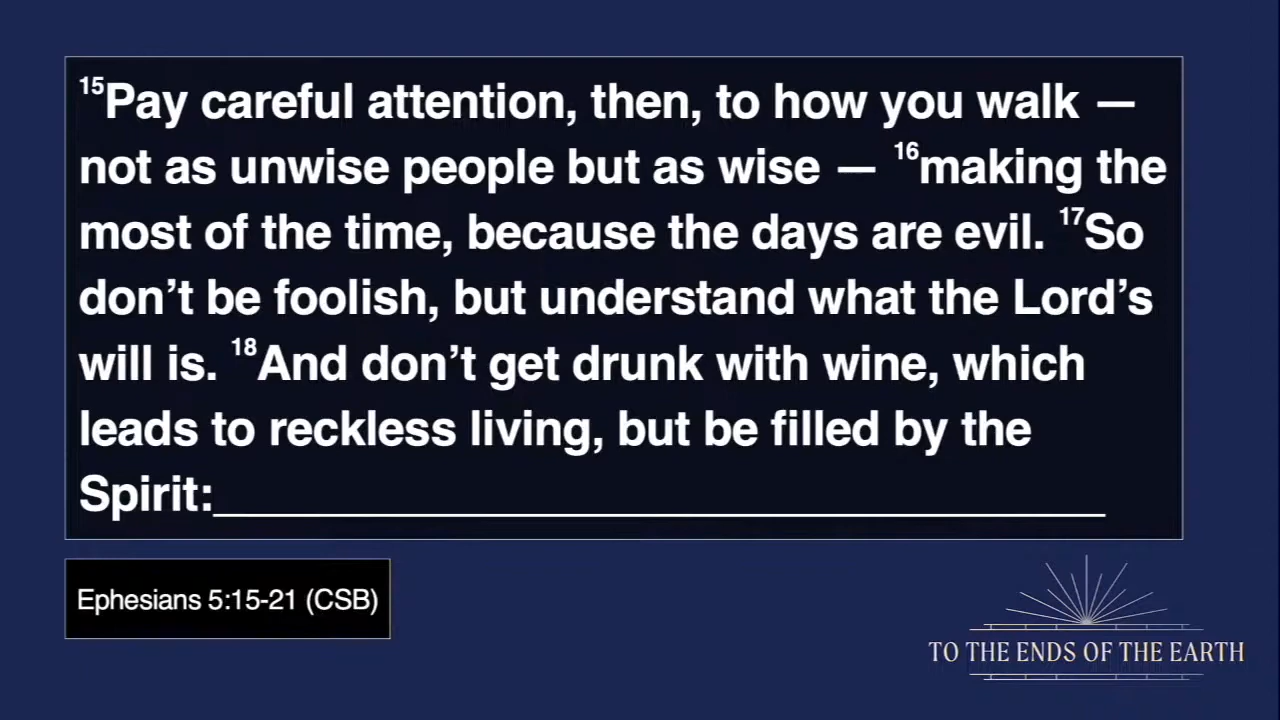 ¹⁵Pay careful attention, then, to how you walk —
not as unwise people but as wise — ¹⁶making the
most of the time, because the days are evil. ¹⁷So
don’t be foolish, but understand what the Lord’s
will is. ¹⁸And don’t get drunk with wine, which
leads to reckless living, but be filled by the
Spirit:___________________________________
Ephesians 5:15-21 (CSB)
TO THE ENDS OF THE EARTH